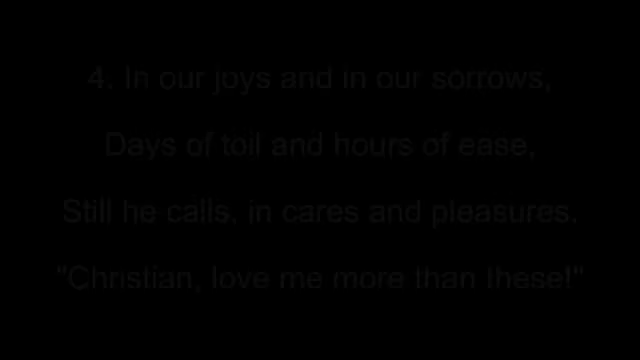 4. In our joys and in our sorrows,
Days of toil and hours of ease,
Still he calls, in cares and pleasures,
"Christian, love me more than these!"